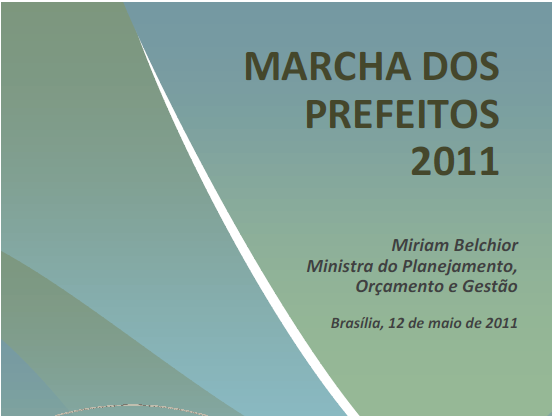 MARCHA DOS
PREFEITOS
2011
Miriam Belchior
Ministra do Planejamento,
Orçamento e Gestão
Brasília, 12 de maio de 2011